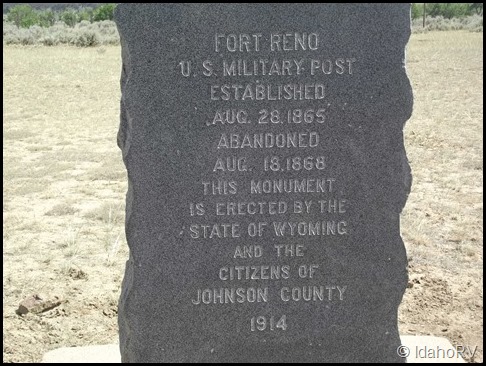 FORT RENO
U. S. MILITARY POST
ESTABLISHED
AUG. 28, 1865
ABANDONED
AUG. 18, 1868
THIS MONUMENT
IS ERECTED BY THE
STATE OF WYOMING
AND THE
CITIZENS OF
JOHNSON COUNTY
1914
© IdahoRV